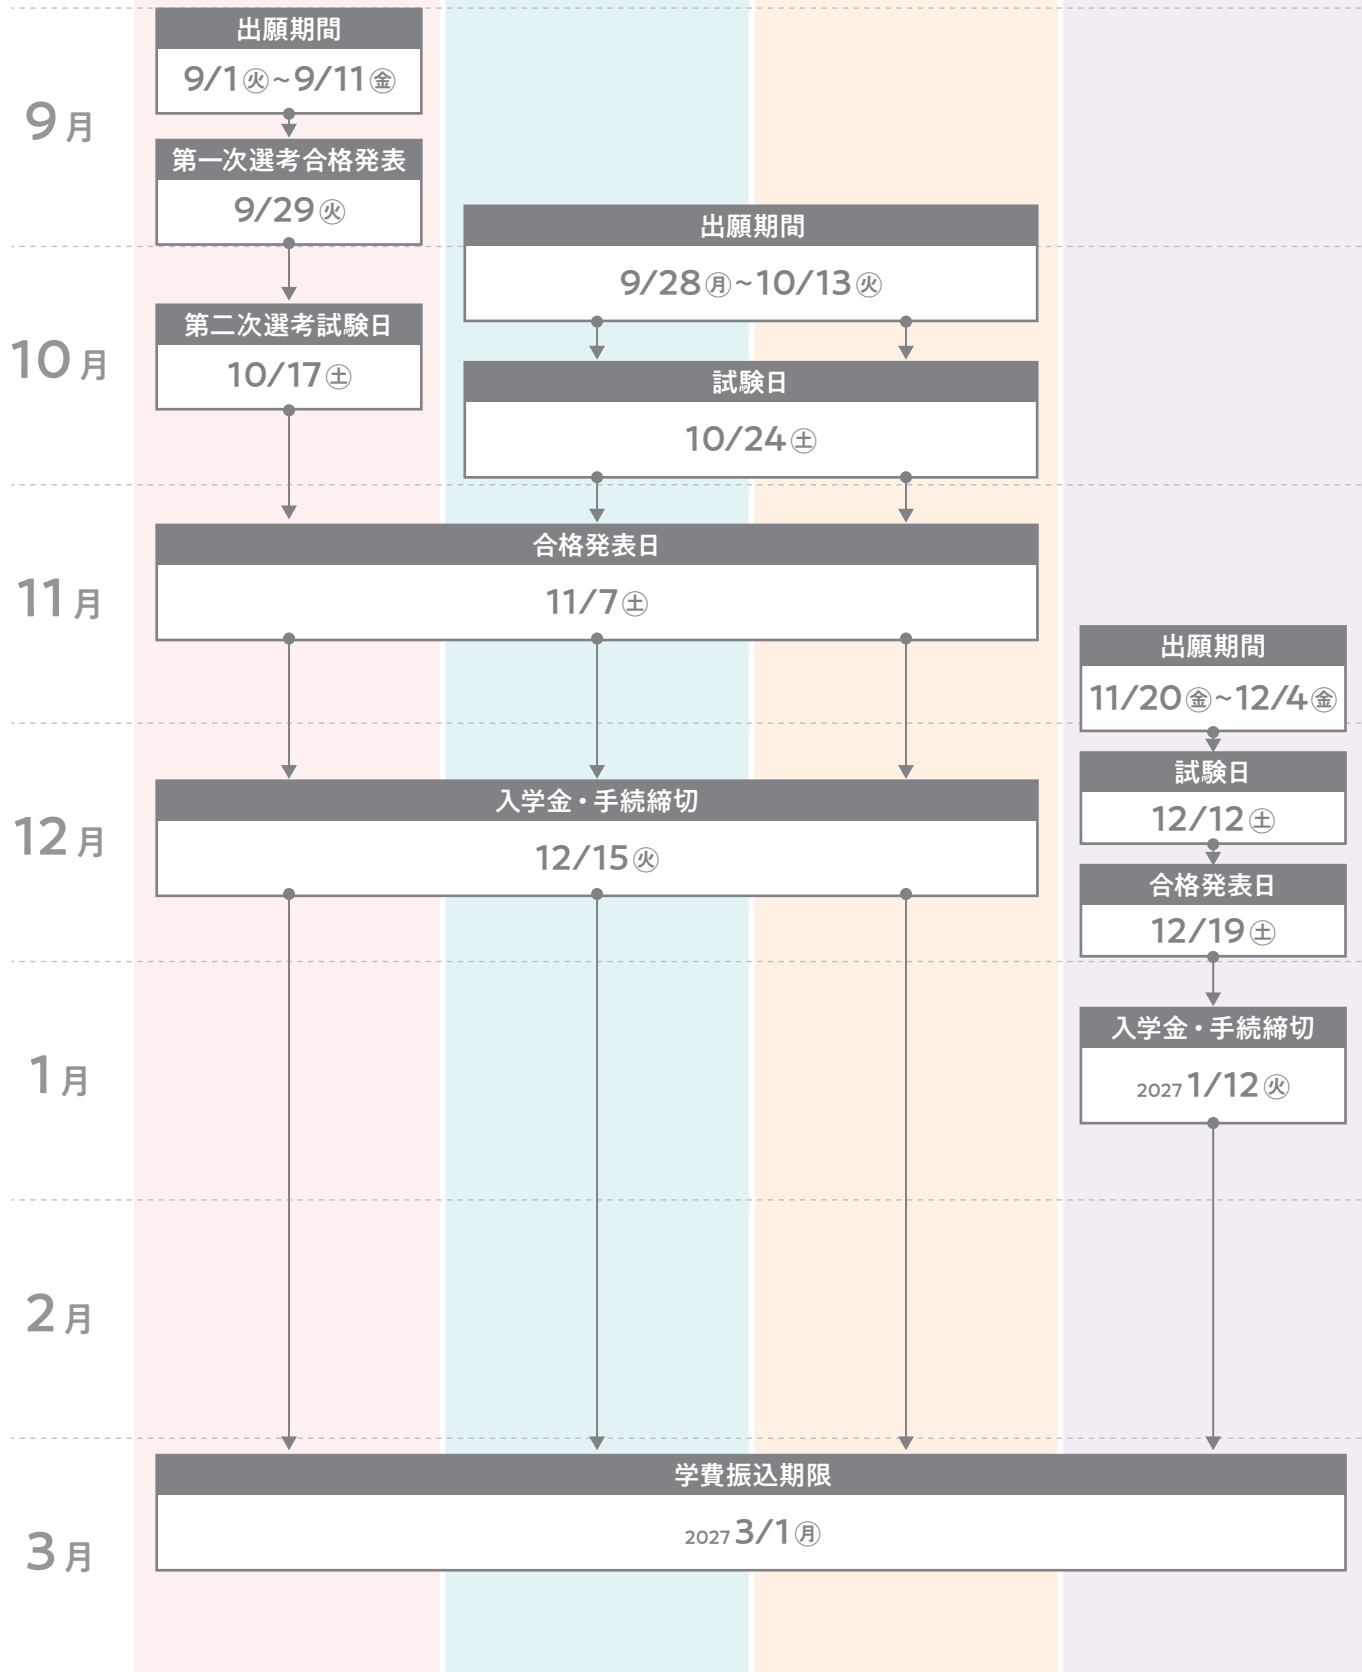 9月
出願期間
9/1㊋~9/11㊎
第一次選考合格発表
9/29㊋
出願期間
9/28㊊~10/13㊋
10月
第二次選考試験日
10/17㊏
試験日
10/24㊏
11月
合格発表日
11/7㊏
出願期間
11/20㊎~12/4㊎
12月
入学金・手続締切
12/15㊋
試験日
12/12㊏
合格発表日
12/19㊏
1月
入学金・手続締切
2027 1/12㊋
2月
3月
学費振込期限
2027 3/1㊊